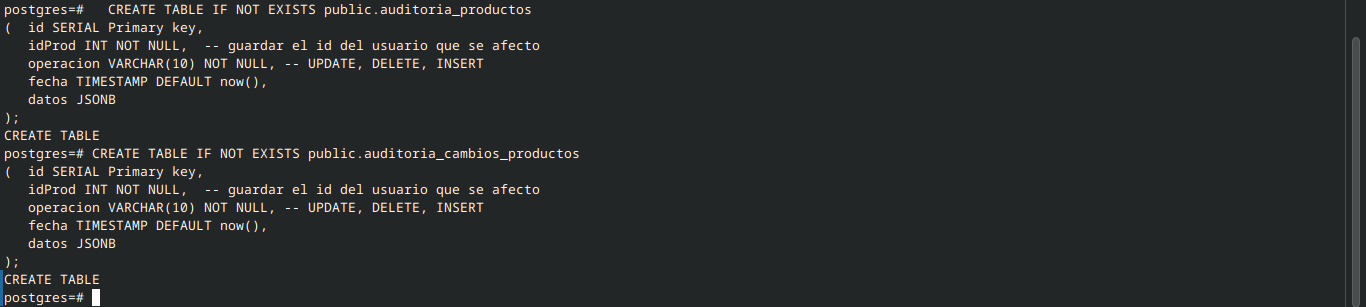 postgres=#   CREATE TABLE IF NOT EXISTS public.auditoria_productos
(  id SERIAL Primary key,
   idProd INT NOT NULL,  -- guardar el id del usuario que se afecto
   operacion VARCHAR(10) NOT NULL, -- UPDATE, DELETE, INSERT
   fecha TIMESTAMP DEFAULT now(),
   datos JSONB
);
CREATE TABLE
postgres=# CREATE TABLE IF NOT EXISTS public.auditoria_cambios_productos
(  id SERIAL Primary key,
   idProd INT NOT NULL,  -- guardar el id del usuario que se afecto
   operacion VARCHAR(10) NOT NULL, -- UPDATE, DELETE, INSERT
   fecha TIMESTAMP DEFAULT now(),
   datos JSONB
);
CREATE TABLE
postgres=#